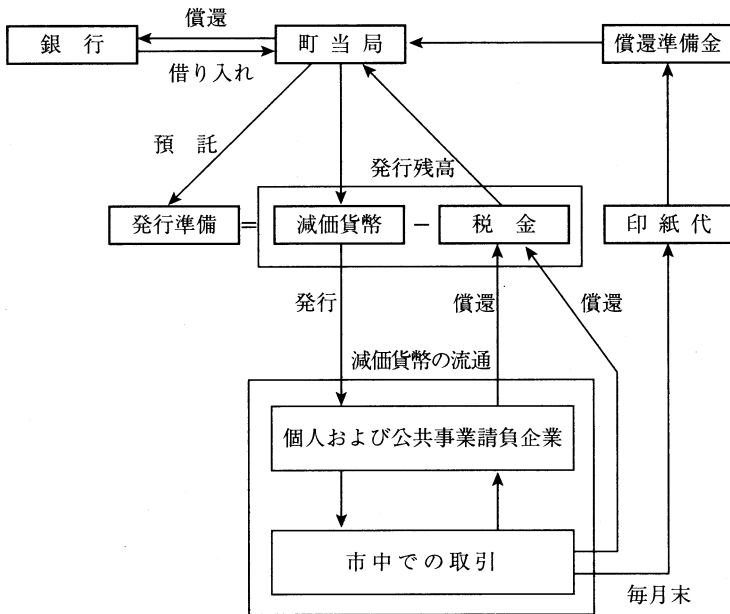 償還
銀行
町当局
償還準備金
借り入れ
預託
発行残高
発行準備
=
減価貨幣
−
税金
印紙代
発行
償還
償還
減価貨幣の流通
個人および公共事業請負企業
市中での取引
毎月末